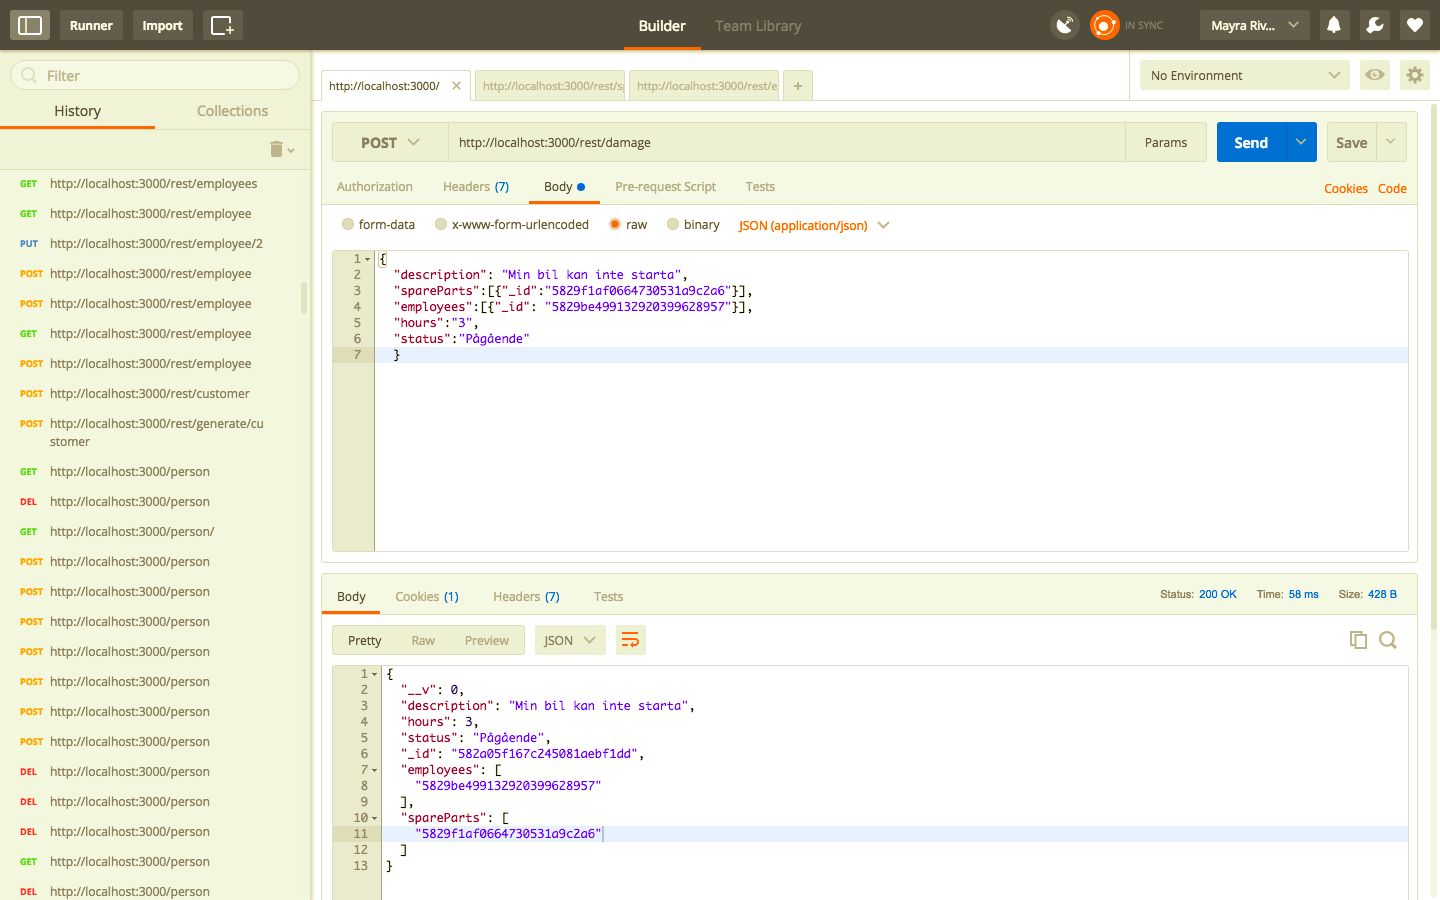 Runner Import Builder Team Library IN SYNC Mayra Riv...
Filter
History Collections
GET http://localhost:3000/rest/employees
GET http://localhost:3000/rest/employee
PUT http://localhost:3000/rest/employee/2
POST http://localhost:3000/rest/employee
POST http://localhost:3000/rest/employee
GET http://localhost:3000/rest/employee
POST http://localhost:3000/rest/employee
POST http://localhost:3000/rest/customer
POST http://localhost:3000/rest/generate/cu
stomer
GET http://localhost:3000/person
DEL http://localhost:3000/person
GET http://localhost:3000/person/
POST http://localhost:3000/person
POST http://localhost:3000/person
POST http://localhost:3000/person
POST http://localhost:3000/person
POST http://localhost:3000/person
POST http://localhost:3000/person
POST http://localhost:3000/person
DEL http://localhost:3000/person
DEL http://localhost:3000/person
DEL http://localhost:3000/person
GET http://localhost:3000/person
DEL http://localhost:3000/person
http://localhost:3000/ http://localhost:3000/rest/s http://localhost:3000/rest/e + No Environment
POST http://localhost:3000/rest/damage Params Send Save
Authorization Headers (7) Body Pre-request Script Tests Cookies Code
form-data x-www-form-urlencoded raw binary JSON (application/json)
1 {
2 "description": "Min bil kan inte starta",
3 "spareParts":[{"_id":"5829f1af0664730531a9c2a6"}],
4 "employees":[{"_id": "5829be499132920399628957"}],
5 "hours":"3",
6 "status":"Pågående"
7 }
Body Cookies (1) Headers (7) Tests Status: 200 OK Time: 58 ms Size: 428 B
Pretty Raw Preview JSON
1 {
2 "__v": 0,
3 "description": "Min bil kan inte starta",
4 "hours": 3,
5 "status": "Pågående",
6 "_id": "582a05f167c245081aebf1dd",
7 "employees": [
8 "5829be499132920399628957"
9 ],
10 "spareParts": [
11 "5829f1af0664730531a9c2a6"
12 ]
13 }